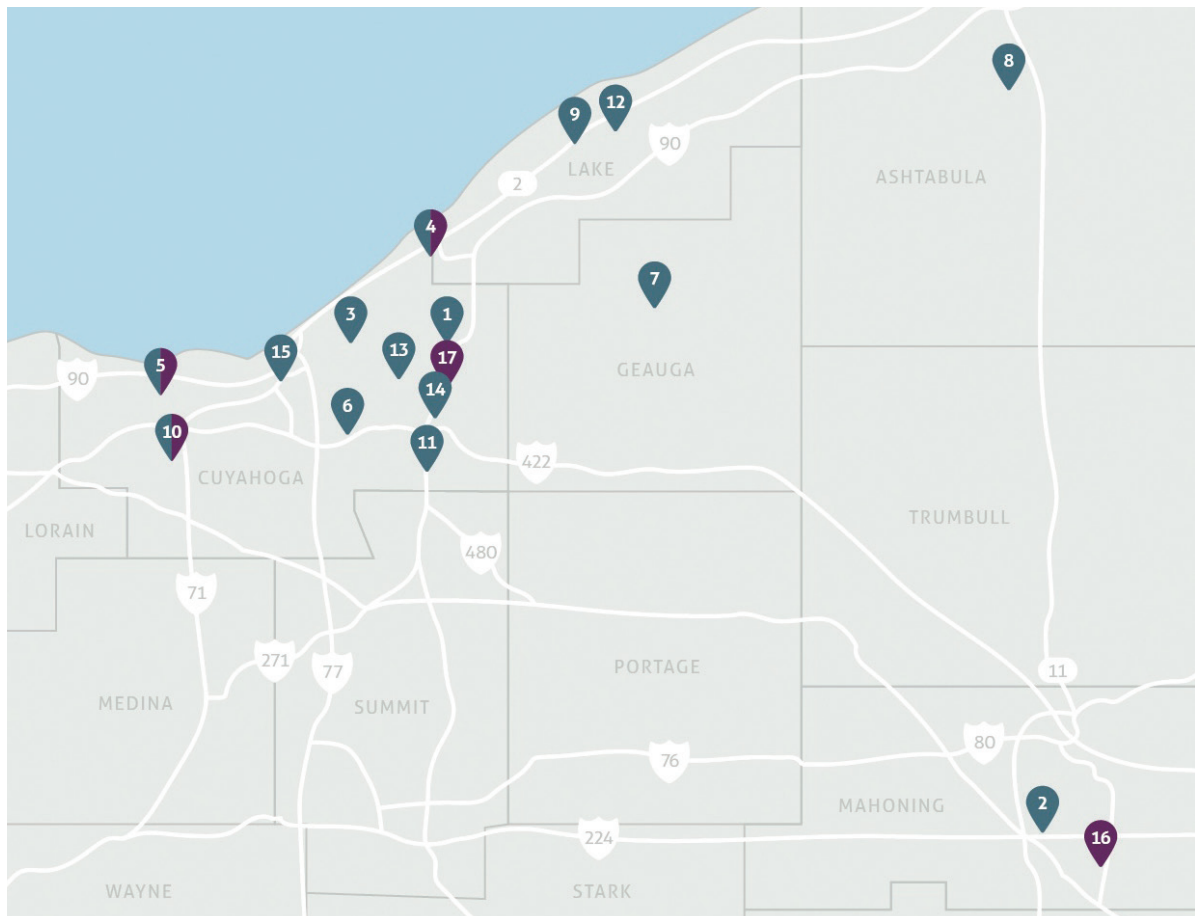 8
12
9
90
LAKE
ASHTABULA
2
4
7
3
1
15
13
17
GEAUGA
5
90
14
6
10
11
422
CUYAHOGA
TRUMBULL
LORAIN
480
71
271
77
PORTAGE
11
MEDINA
SUMMIT
80
76
2
MAHONING
224
16
WAYNE
STARK